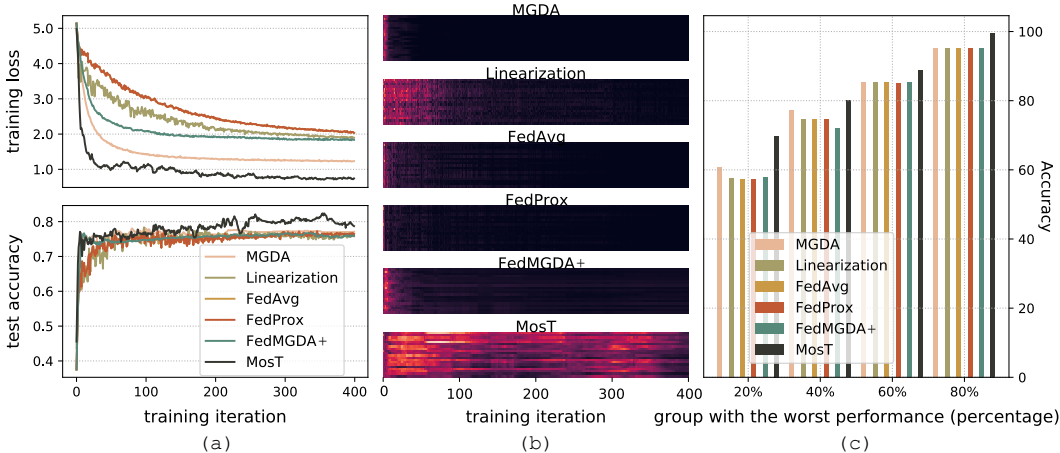 training loss
5.0
4.0
3.0
2.0
1.0
test accuracy
0.8
0.7
0.6
0.5
0.4
MGDA
Linearization
FedAvg
FedProx
FedMGDA+
MosT
0
100
200
300
400
training iteration
(a)
MGDA
Linearization
FedAvg
FedProx
FedMGDA+
MosT
0
100
200
300
400
training iteration
(b)
100
80
60
40
20
0
Accuracy
MGDA
Linearization
FedAvg
FedProx
FedMGDA+
MosT
20%
40%
60%
80%
group with the worst performance (percentage)
(c)